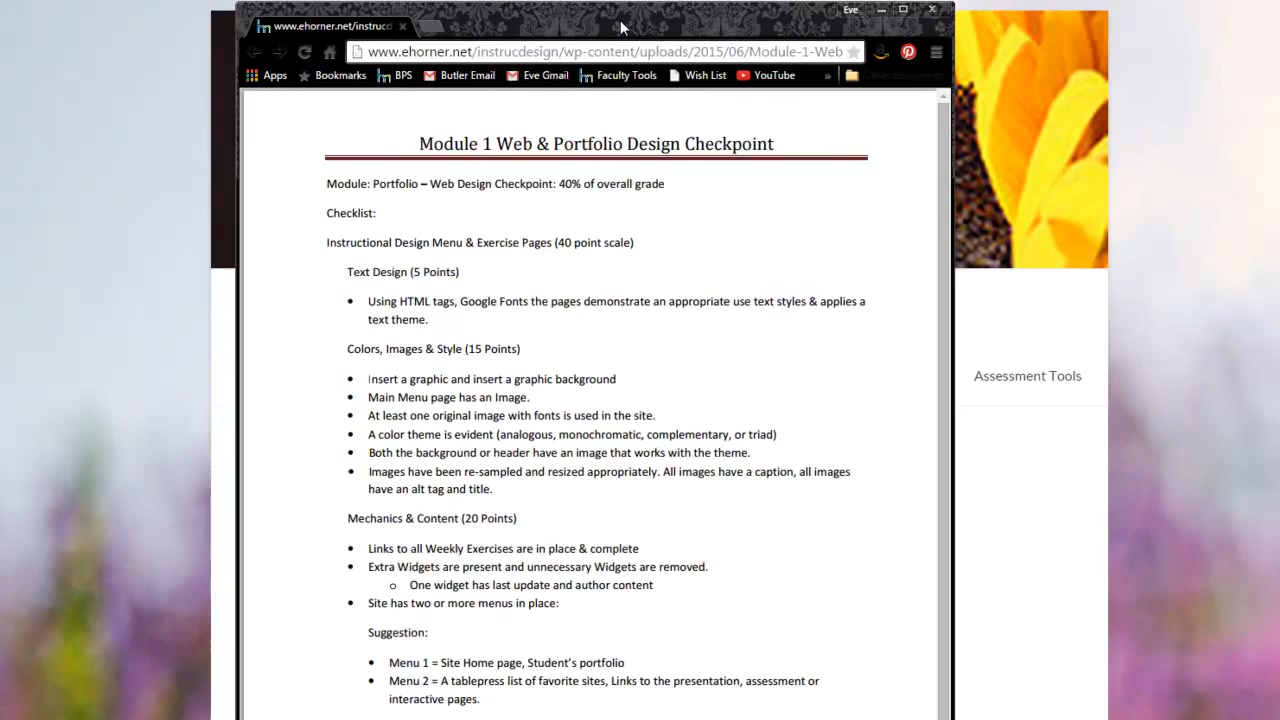 Eve
www.ehorner.net/instrucd
www.ehorner.net/instrucdesign/wp-content/uploads/2015/06/Module-1-Web
Apps Bookmarks BPS Butler Email Eve Gmail Faculty Tools Wish List YouTube » Other bookmarks
Module 1 Web & Portfolio Design Checkpoint
Module: Portfolio – Web Design Checkpoint: 40% of overall grade
Checklist:
Instructional Design Menu & Exercise Pages (40 point scale)
Text Design (5 Points)
• Using HTML tags, Google Fonts the pages demonstrate an appropriate use text styles & applies a
text theme.
Colors, Images & Style (15 Points)
• Insert a graphic and insert a graphic background
• Main Menu page has an Image.
• At least one original image with fonts is used in the site.
• A color theme is evident (analogous, monochromatic, complementary, or triad)
• Both the background or header have an image that works with the theme.
• Images have been re-sampled and resized appropriately. All images have a caption, all images
have an alt tag and title.
Mechanics & Content (20 Points)
• Links to all Weekly Exercises are in place & complete
• Extra Widgets are present and unnecessary Widgets are removed.
o One widget has last update and author content
• Site has two or more menus in place:
Suggestion:
• Menu 1 = Site Home page, Student's portfolio
• Menu 2 = A tablepress list of favorite sites, Links to the presentation, assessment or
interactive pages.
Assessment Tools